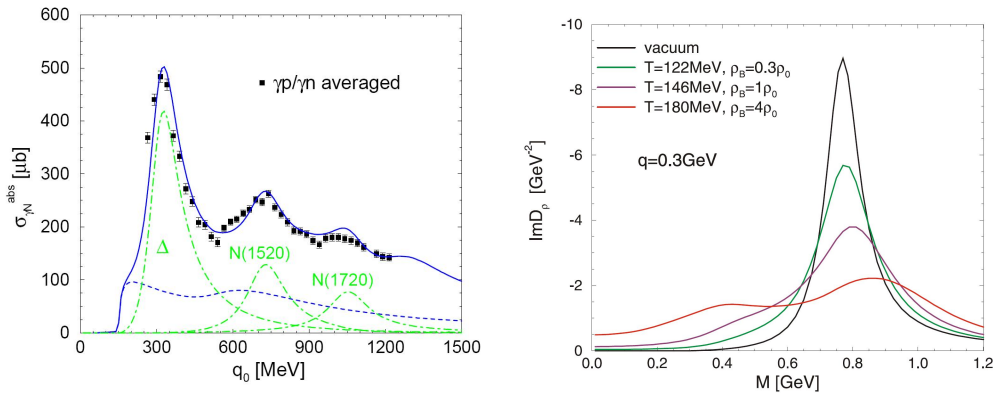 600
500
400
300
200
100
0
σγN^abs [μb]
γp/γn averaged
Δ
N(1520)
N(1720)
0 300 600 900 1200 1500
q0 [MeV]
-10
-8
-6
-4
-2
0
ImDρ [GeV^-2]
vacuum
T=122MeV, ρB=0.3ρ0
T=146MeV, ρB=1ρ0
T=180MeV, ρB=4ρ0
q=0.3GeV
0.0 0.2 0.4 0.6 0.8 1.0 1.2
M [GeV]